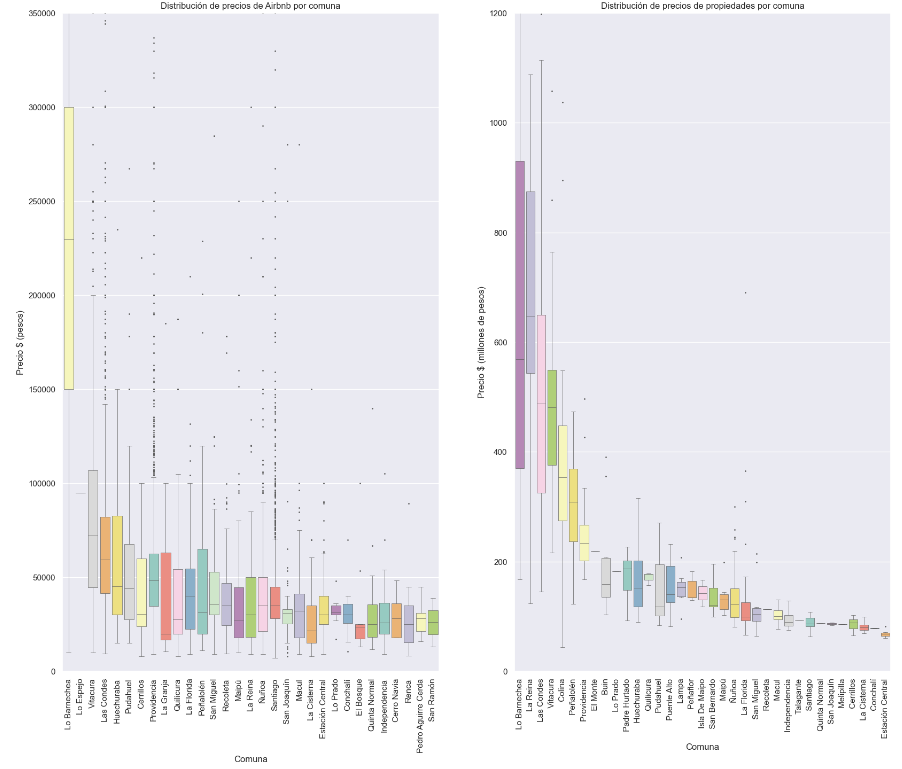 Distribución de precios de Airbnb por comuna
Precio $ (pesos)
350000
300000
250000
200000
150000
100000
50000
0
Lo Barnechea
Lo Espejo
Vitacura
Las Condes
Huechuraba
Pudahuel
Cerrillos
Providencia
La Granja
Quilicura
La Florida
Peñalolén
San Miguel
Recoleta
Maipú
La Reina
Ñuñoa
Santiago
San Joaquín
Macul
La Cisterna
Estación Central
Lo Prado
Conchalí
El Bosque
Quinta Normal
Independencia
Cerro Navia
Renca
Pedro Aguirre Cerda
San Ramón
Comuna
Distribución de precios de propiedades por comuna
Precio $ (millones de pesos)
1200
1000
800
600
400
200
0
Lo Barnechea
La Reina
Las Condes
Vitacura
Colina
Peñalolén
Providencia
El Monte
Buin
Lo Prado
Padre Hurtado
Huechuraba
Quilicura
Pudahuel
Puente Alto
Lampa
Peñaflor
Isla De Maipo
San Bernardo
Maipú
Ñuñoa
La Florida
San Miguel
Recoleta
Macul
Independencia
Talagante
Santiago
Quinta Normal
San Joaquín
Melipilla
Cerrillos
La Cisterna
Conchalí
Estación Central
Comuna